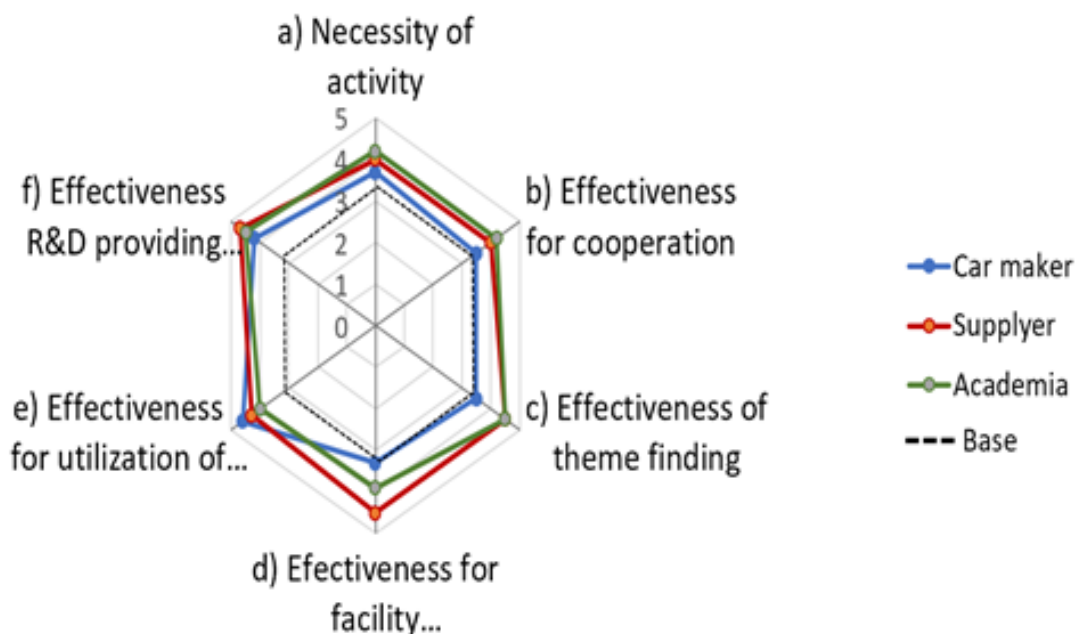 a) Necessity of
activity
5
4
3
2
1
0
b) Effectiveness
for cooperation
c) Effectiveness of
theme finding
d) Efectiveness for
facility...
e) Effectiveness
for utilization of...
f) Effectiveness
R&D providing...
Car maker
Supplyer
Academia
Base